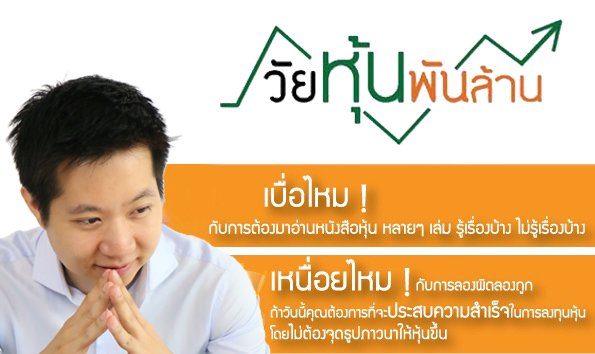 วัยหุ้นพันล้าน
เบื่อไหม !
กับการต้องมาอ่านหนังสือหุ้น หลายๆ เล่ม รู้เรื่องบ้าง ไม่รู้เรื่องบ้าง
เหนื่อยไหม ! กับการลองผิดลองถูก
ถ้าวันนี้คุณต้องการที่จะประสบความสำเร็จในการลงทุนหุ้น
โดยไม่ต้องจุดธูปภาวนาให้หุ้นขึ้น